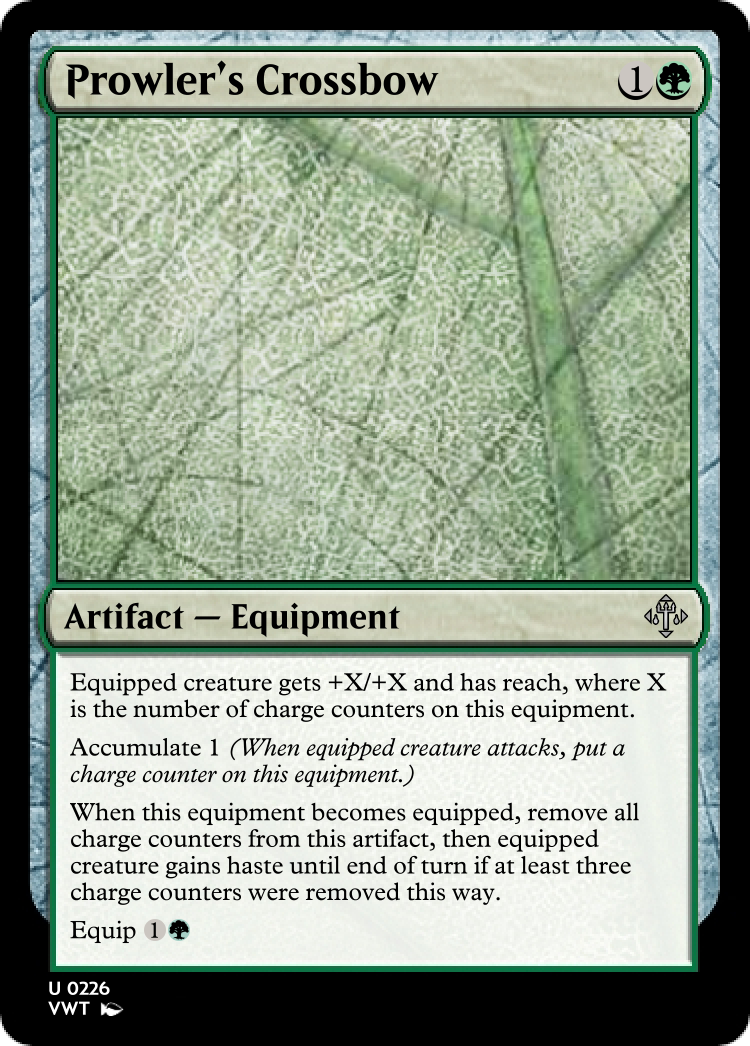 Prowler's Crossbow 1
Artifact — Equipment
Equipped creature gets +X/+X and has reach, where X
is the number of charge counters on this equipment.
Accumulate 1 (When equipped creature attacks, put a
charge counter on this equipment.)
When this equipment becomes equipped, remove all
charge counters from this artifact, then equipped
creature gains haste until end of turn if at least three
charge counters were removed this way.
Equip 1
U 0226
VWT